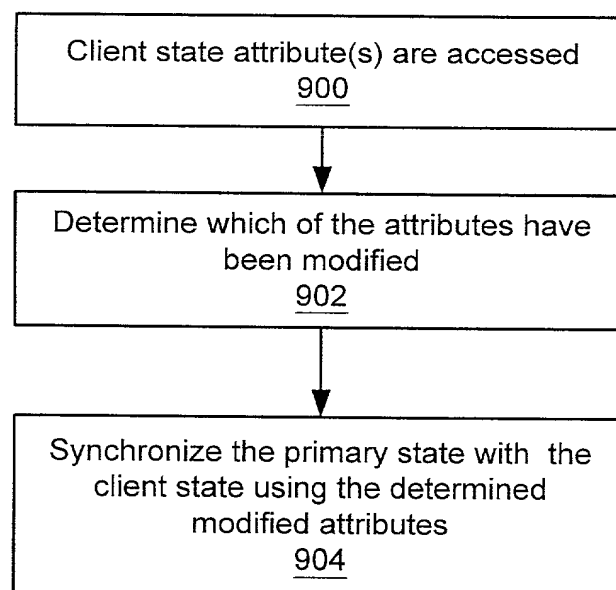 Client state attribute(s) are accessed
900
Determine which of the attributes have
been modified
902
Synchronize the primary state with the
client state using the determined
modified attributes
904